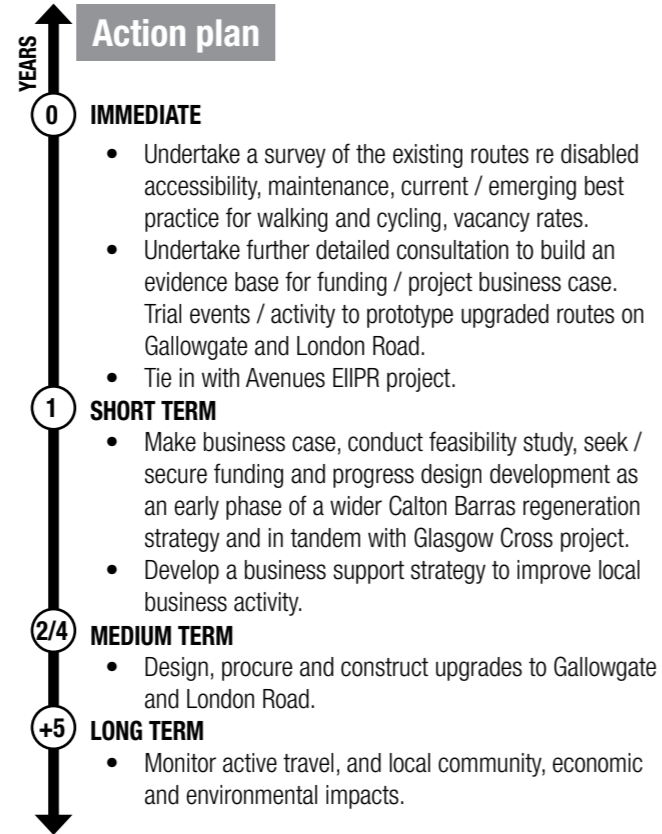 Action plan
YEARS
0
IMMEDIATE
• Undertake a survey of the existing routes re disabled
accessibility, maintenance, current / emerging best
practice for walking and cycling, vacancy rates.
• Undertake further detailed consultation to build an
evidence base for funding / project business case.
Trial events / activity to prototype upgraded routes on
Gallowgate and London Road.
• Tie in with Avenues EIIPR project.
1
SHORT TERM
• Make business case, conduct feasibility study, seek /
secure funding and progress design development as
an early phase of a wider Calton Barras regeneration
strategy and in tandem with Glasgow Cross project.
• Develop a business support strategy to improve local
business activity.
2/4
MEDIUM TERM
• Design, procure and construct upgrades to Gallowgate
and London Road.
+5
LONG TERM
• Monitor active travel, and local community, economic
and environmental impacts.